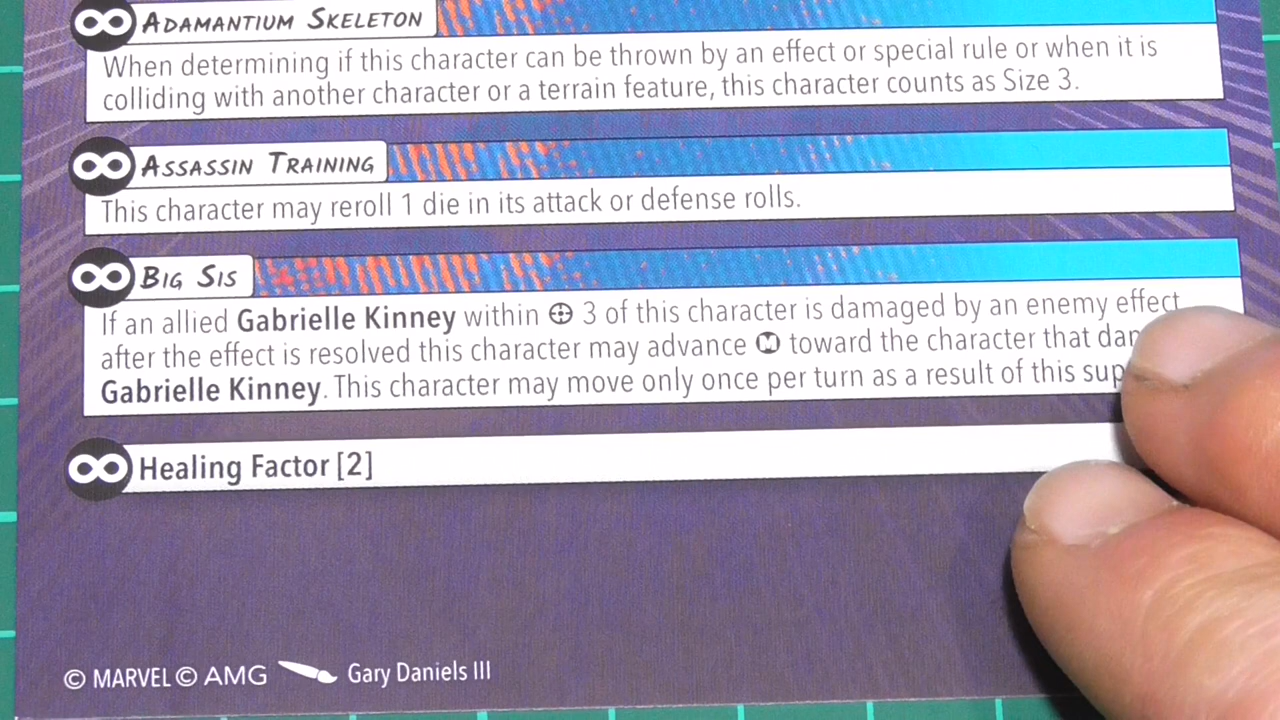 ADAMANTIUM SKELETON
When determining if this character can be thrown by an effect or special rule or when it is
colliding with another character or a terrain feature, this character counts as Size 3.
ASSASSIN TRAINING
This character may reroll 1 die in its attack or defense rolls.
BIG SIS
If an allied Gabrielle Kinney within 3 of this character is damaged by an enemy effect
after the effect is resolved this character may advance M toward the character that
Gabrielle Kinney. This character may move only once per turn as a result of this
Healing Factor [2]
© MARVEL © AMG Gary Daniels III